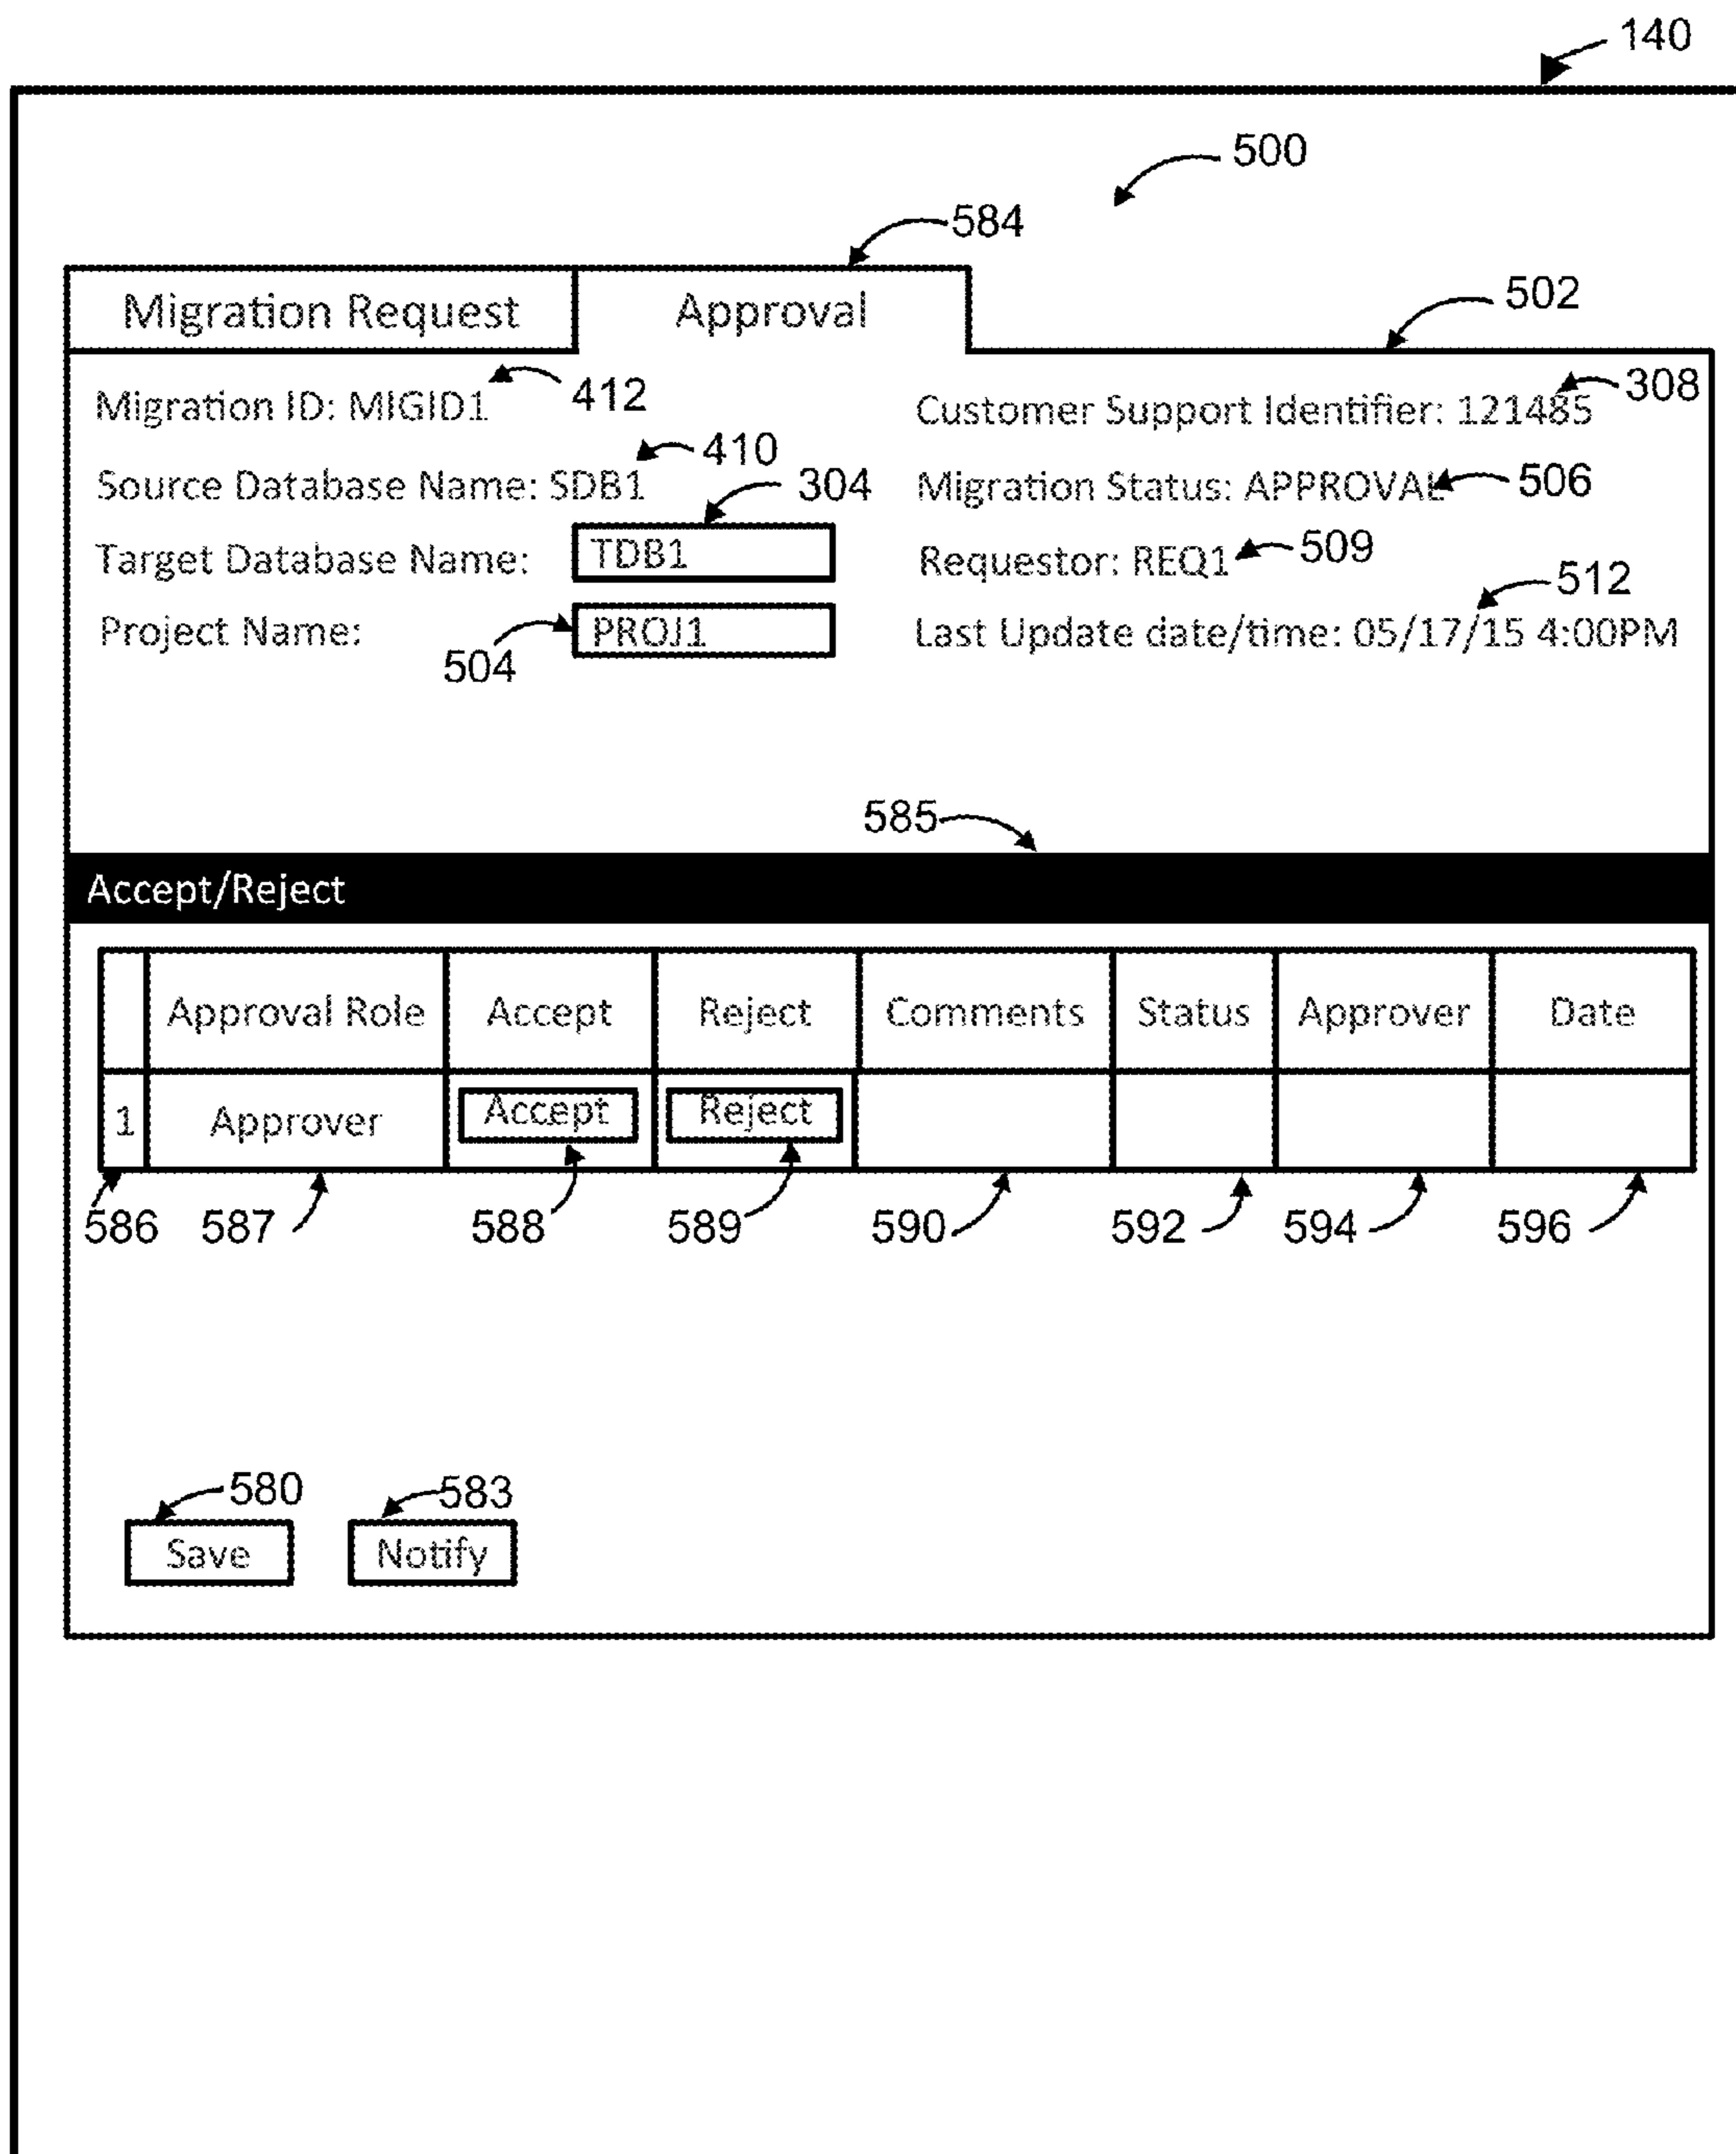 140
500
584
Migration Request Approval
502
Migration ID: MIGID1 412 Customer Support Identifier: 121485 308
Source Database Name: SDB1 410 Migration Status: APPROVAL 506
304
Target Database Name: TDB1 Requestor: REQ1 509
512
Project Name: PROJ1 Last Update date/time: 05/17/15 4:00PM
504
585
Accept/Reject
Approval Role Accept Reject Comments Status Approver Date
1 Approver Accept Reject
586 587 588 589 590 592 594 596
580 583
Save Notify